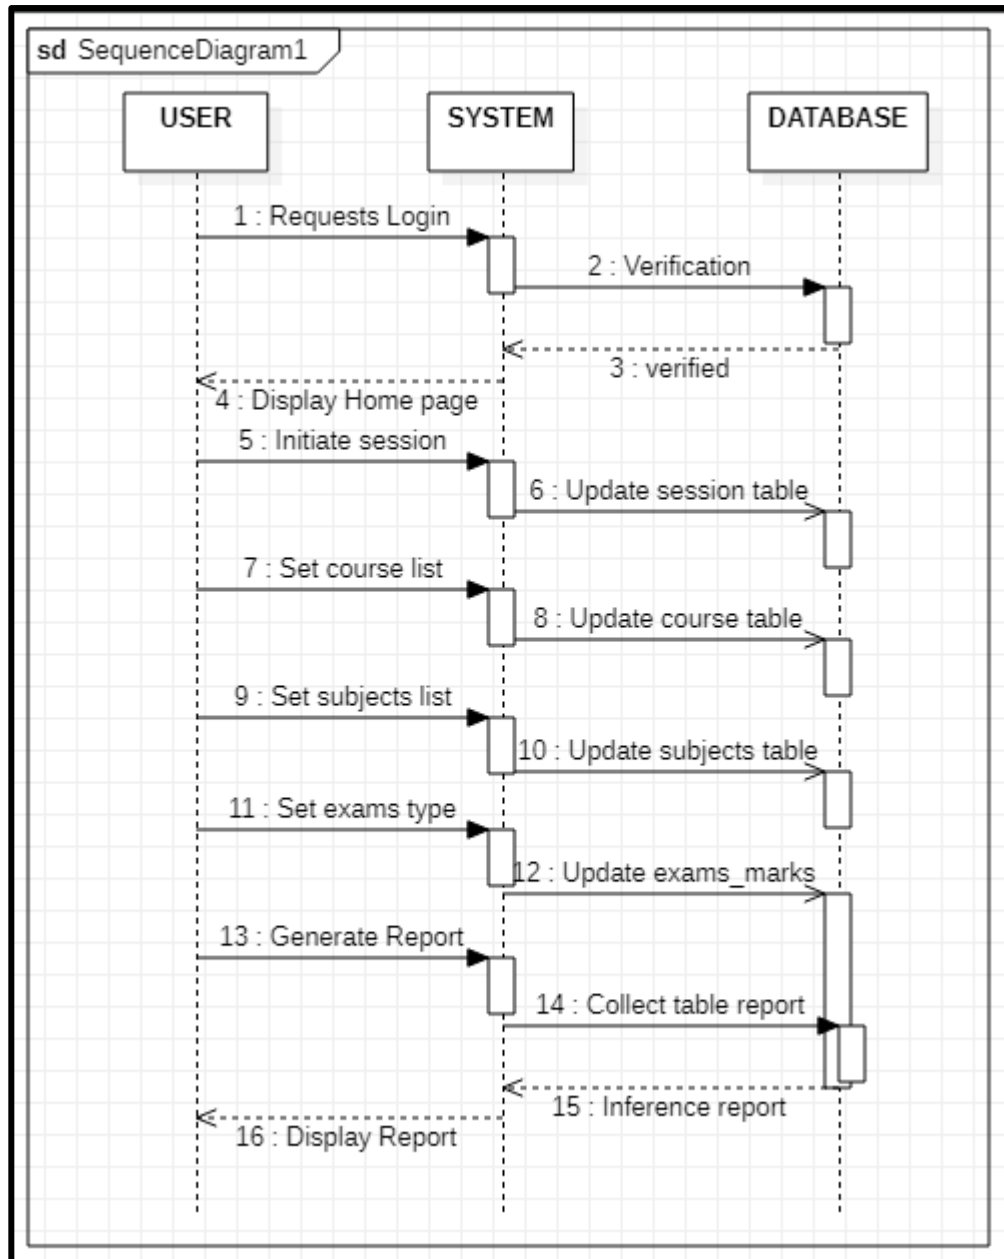 sd SequenceDiagram1
USER
SYSTEM
DATABASE
1 : Requests Login
2 : Verification
3 : verified
4 : Display Home page
5 : Initiate session
6 : Update session table
7 : Set course list
8 : Update course table
9 : Set subjects list
10 : Update subjects table
11 : Set exams type
12 : Update exams_marks
13 : Generate Report
14 : Collect table report
15 : Inference report
16 : Display Report